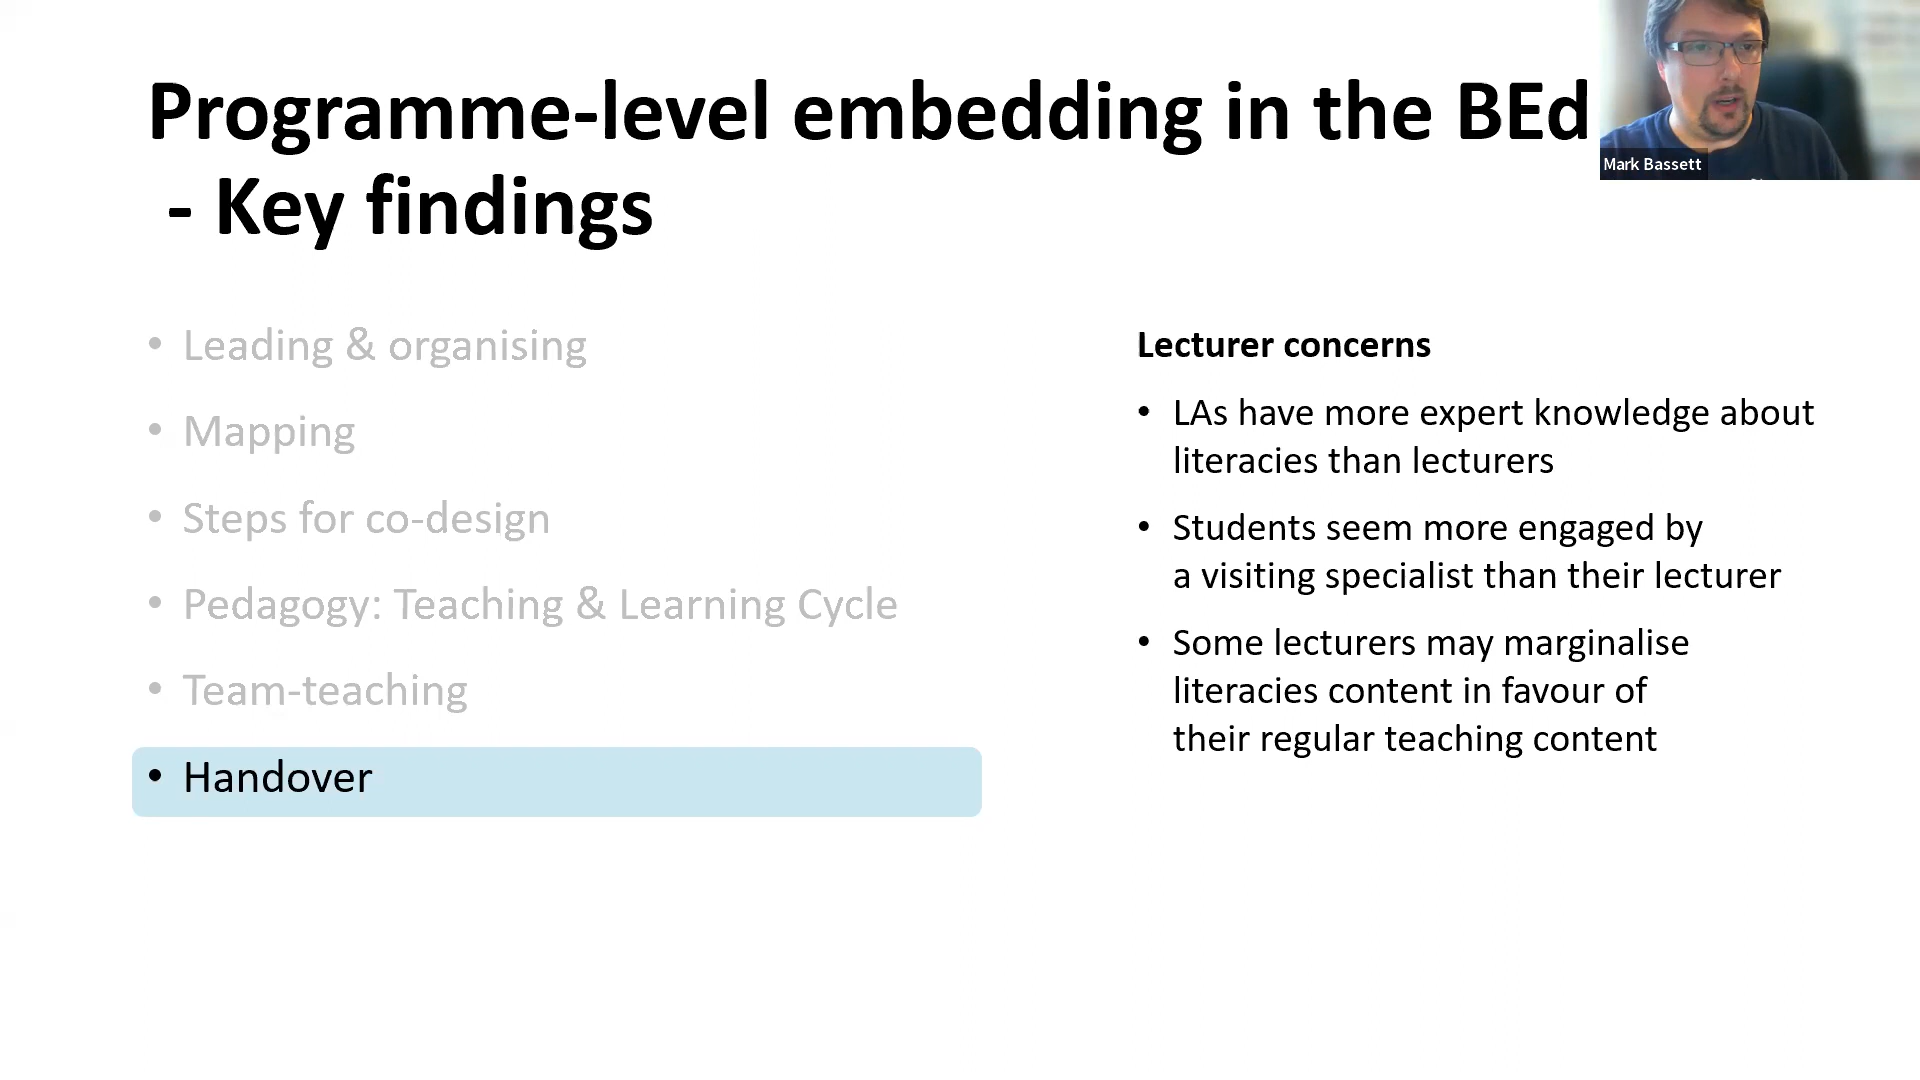 Programme-level embedding in the BEd
- Key findings
Mark Bassett
• Leading & organising
• Mapping
• Steps for co-design
• Pedagogy: Teaching & Learning Cycle
• Team-teaching
• Handover
Lecturer concerns
• LAs have more expert knowledge about
literacies than lecturers
• Students seem more engaged by
a visiting specialist than their lecturer
• Some lecturers may marginalise
literacies content in favour of
their regular teaching content